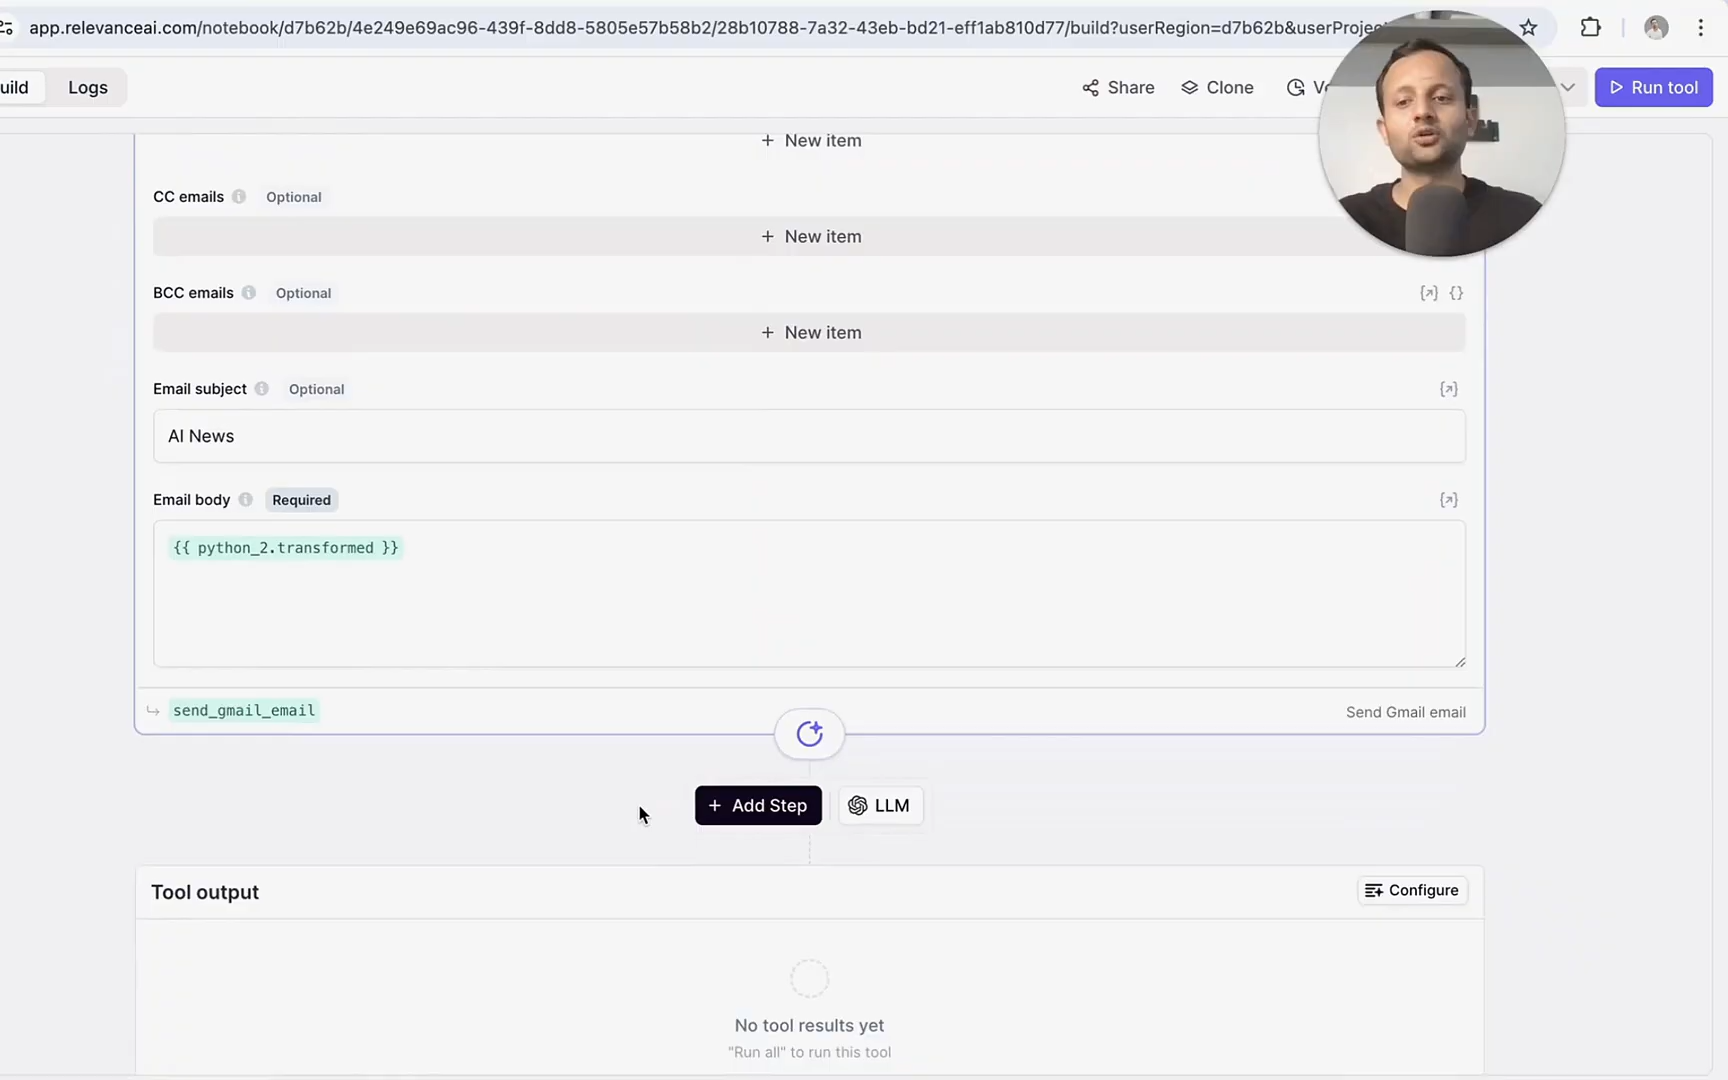 app.relevanceai.com/notebook/d7b62b/4e249e69ac96-439f-8dd8-5805e57b58b2/28b10788-7a32-43eb-bd21-eff1ab810d77/build?userRegion=d7b62b&userProjec
uild
Logs
Share
Clone
Run tool
+ New item
CC emails
Optional
+ New item
BCC emails
Optional
+ New item
Email subject
Optional
AI News
Email body
Required
{{ python_2.transformed }}
send_gmail_email
Send Gmail email
+ Add Step
LLM
Tool output
Configure
No tool results yet
"Run all" to run this tool